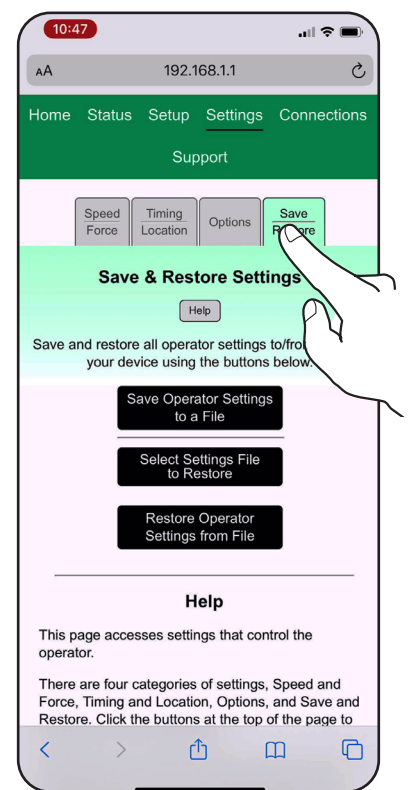 10:47
AA 192.168.1.1
Home Status Setup Settings Connections
Support
Speed
Force
Timing
Location
Options
Save
Restore
Save & Restore Settings
Help
Save and restore all operator settings to/from
your device using the buttons below.
Save Operator Settings
to a File
Select Settings File
to Restore
Restore Operator
Settings from File
Help
This page accesses settings that control the
operator.
There are four categories of settings, Speed and
Force, Timing and Location, Options, and Save and
Restore. Click the buttons at the top of the page to